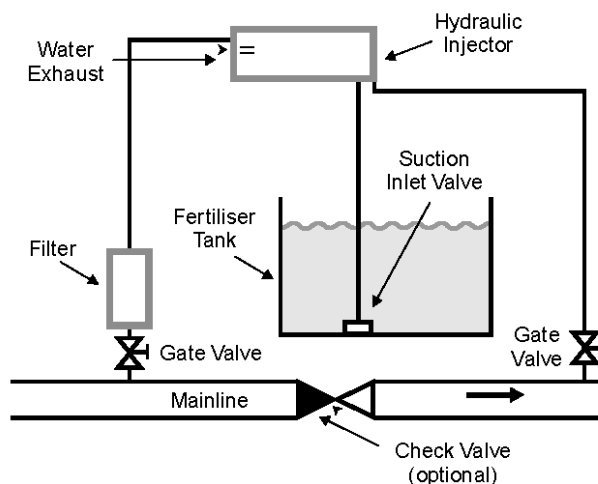 Water
Exhaust
Hydraulic
Injector
Suction
Inlet Valve
Fertiliser
Tank
Filter
Gate Valve
Gate
Valve
Mainline
Check Valve
(optional)